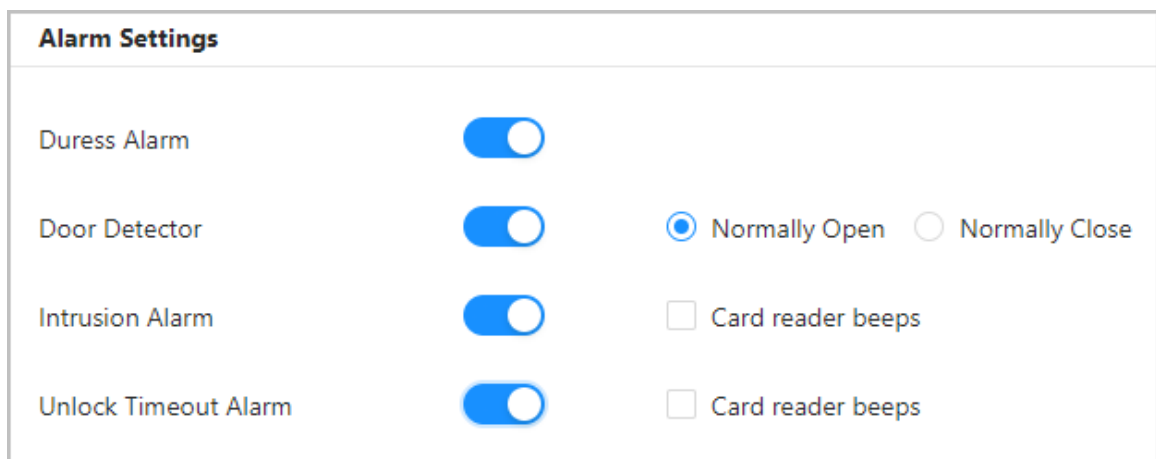 Alarm Settings
Duress Alarm
Door Detector Normally Open Normally Close
Intrusion Alarm Card reader beeps
Unlock Timeout Alarm Card reader beeps